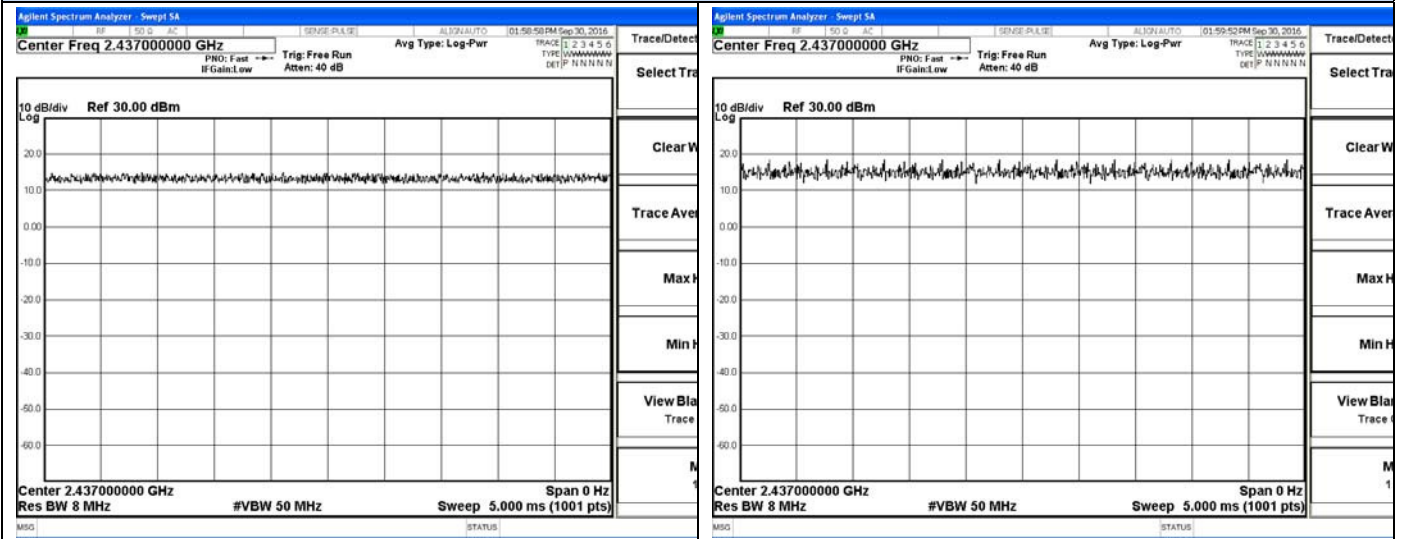 Agilent Spectrum Analyzer - Swept SA
RF 50 Ω AC SENSE:PULSE ALIGNAUTO 01:58:58 PM Sep 30, 2016
Center Freq 2.437000000 GHz
PNO: Fast
IFGain:Low
Trig: Free Run
Atten: 40 dB
Avg Type: Log-Pwr
TRACE 1 2 3 4 5 6
TYPE
DET P N N N N N
10 dB/div Ref 30.00 dBm
Log
20.0
10.0
0.00
-10.0
-20.0
-30.0
-40.0
-50.0
-60.0
Center 2.437000000 GHz Span 0 Hz
Res BW 8 MHz #VBW 50 MHz Sweep 5.000 ms (1001 pts)
MSG STATUS
Trace/Detect
Select Tra
Clear W
Trace Aver
Max H
Min H
View Bla
Trace
M
1
Agilent Spectrum Analyzer - Swept SA
RF 50 Ω AC SENSE:PULSE ALIGNAUTO 01:59:52 PM Sep 30, 2016
Center Freq 2.437000000 GHz
PNO: Fast
IFGain:Low
Trig: Free Run
Atten: 40 dB
Avg Type: Log-Pwr
TRACE 1 2 3 4 5 6
TYPE
DET P N N N N N
10 dB/div Ref 30.00 dBm
Log
20.0
10.0
0.00
-10.0
-20.0
-30.0
-40.0
-50.0
-60.0
Center 2.437000000 GHz Span 0 Hz
Res BW 8 MHz #VBW 50 MHz Sweep 5.000 ms (1001 pts)
MSG STATUS
Trace/Detect
Select Tra
Clear W
Trace Aver
Max H
Min H
View Blar
Trace
M
1